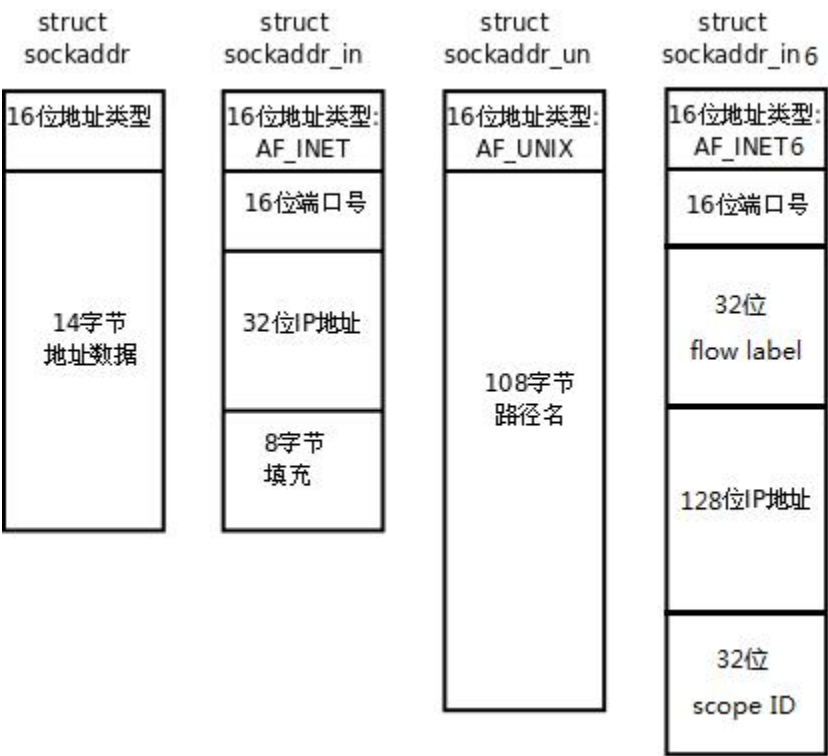 struct
sockaddr
16位地址类型
14字节
地址数据
struct
sockaddr_in
16位地址类型:
AF_INET
16位端口号
32位IP地址
8字节
填充
struct
sockaddr_un
16位地址类型:
AF_UNIX
108字节
路径名
struct
sockaddr_in6
16位地址类型:
AF_INET6
16位端口号
32位
flow label
128位IP地址
32位
scope ID